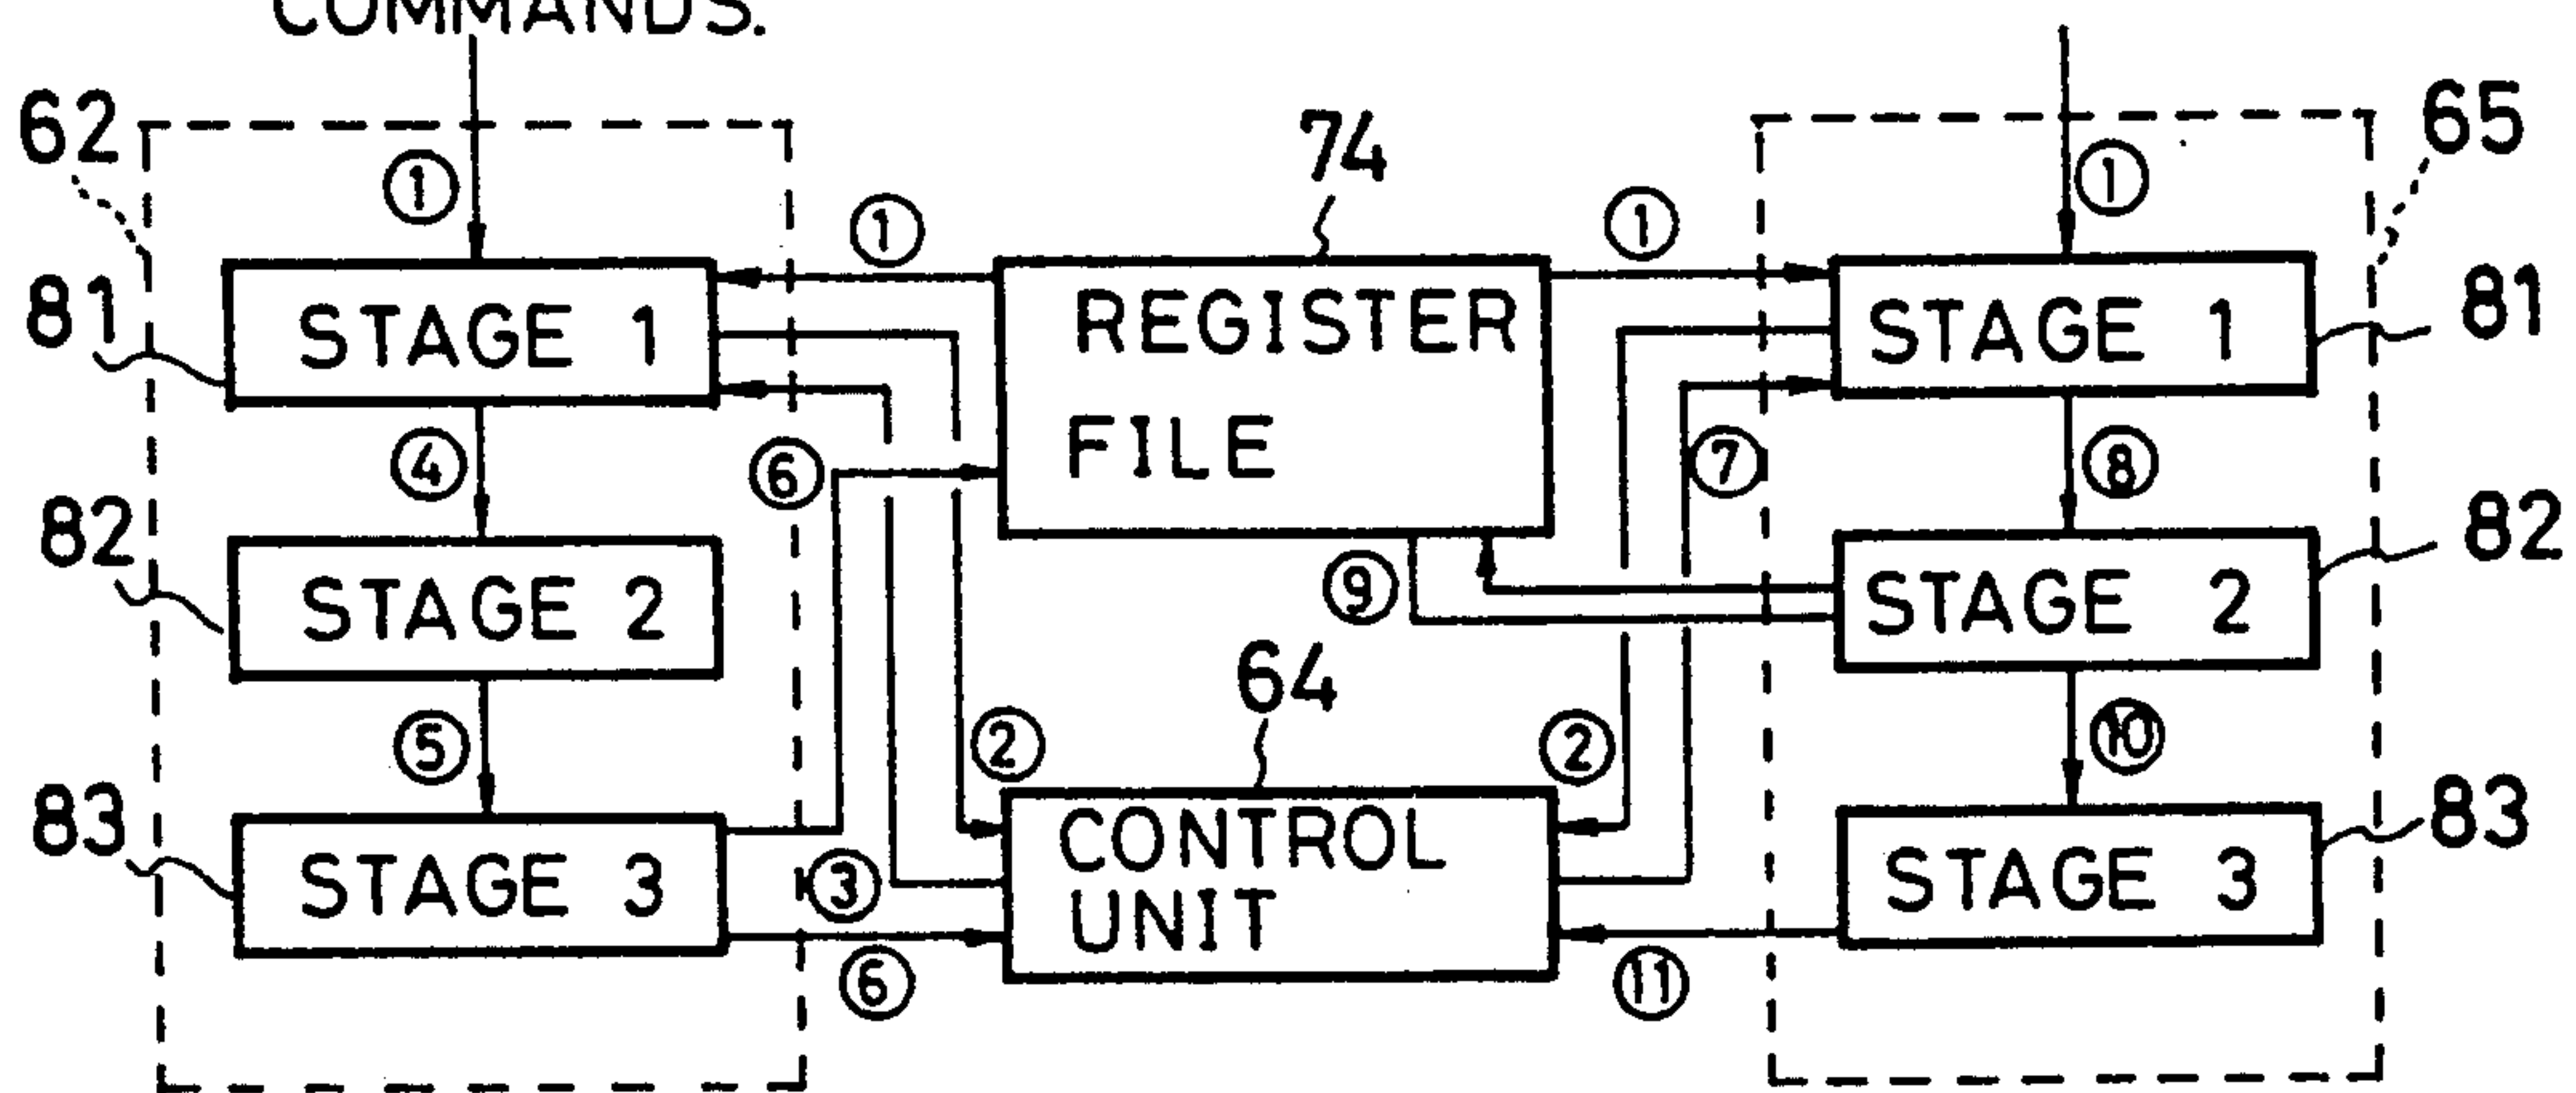 COMMANDS.
62
74
65
①
①
①
①
81
STAGE 1
REGISTER
FILE
STAGE 1
81
④
⑥
⑦
⑧
82
STAGE 2
⑨
STAGE 2
82
64
⑤
②
②
⑩
83
STAGE 3
③
CONTROL
UNIT
STAGE 3
83
⑥
⑪